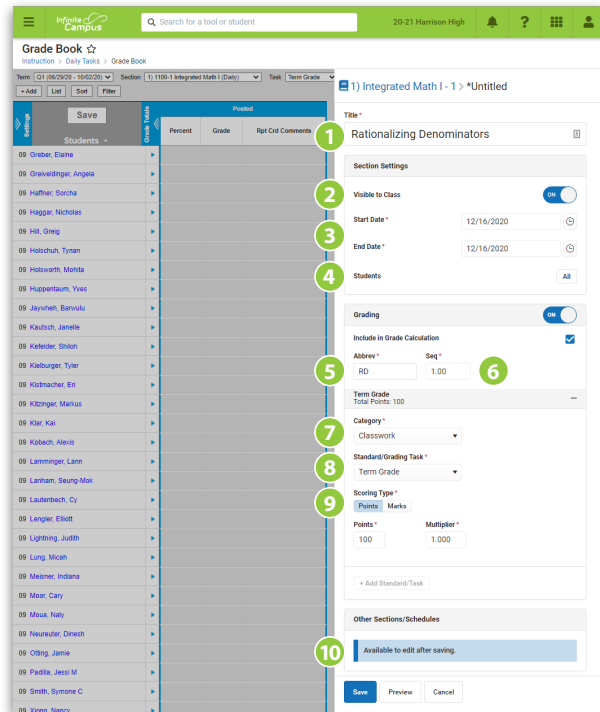 Infinite Campus
Search for a tool or student
20-21 Harrison High
?
Grade Book
Instruction > Daily Tasks > Grade Book
Term Q1 (06/29/20 - 10/02/20) Section 1) 1100-1 Integrated Math I (Daily) Task Term Grade
+Add List Sort Filter
Settings
Save
Students
Grade Totals
Posted
Percent Grade Rpt Crd Comments
09 Greber, Elaine
09 Greiveldinger, Angela
09 Haffner, Sorcha
09 Haggar, Nicholas
09 Hill, Greig
09 Holschuh, Tynan
09 Holsworth, Mohita
09 Huppentaum, Yves
09 Jaywheh, Barwulu
09 Kautsch, Janelle
09 Kefelder, Shiloh
09 Kielburger, Tyler
09 Kistmacher, Eri
09 Kitzinger, Markus
09 Klar, Kai
09 Kobach, Alexis
09 Lamminger, Lann
09 Lanham, Seung-Mok
09 Lautenbech, Cy
09 Lengler, Elliott
09 Lightning, Judith
09 Lung, Micah
09 Meisner, Indiana
09 Moor, Cary
09 Moua, Naly
09 Neureuter, Dinesh
09 Otting, Jamie
09 Padilla, Jessi M
09 Smith, Symone C
09 Xiong, Nancy
1) Integrated Math I - 1 > *Untitled
Title*
1 Rationalizing Denominators
Section Settings
2 Visible to Class ON
Start Date* 12/16/2020
3
End Date* 12/16/2020
4 Students All
Grading ON
Include in Grade Calculation
Abbrev* Seq*
5 RD 1.00 6
Term Grade
Total Points: 100
Category*
7 Classwork
Standard/Grading Task*
8 Term Grade
Scoring Type*
9 Points Marks
Points* Multiplier*
100 1.000
+ Add Standard/Task
Other Sections/Schedules
10 Available to edit after saving.
Save Preview Cancel